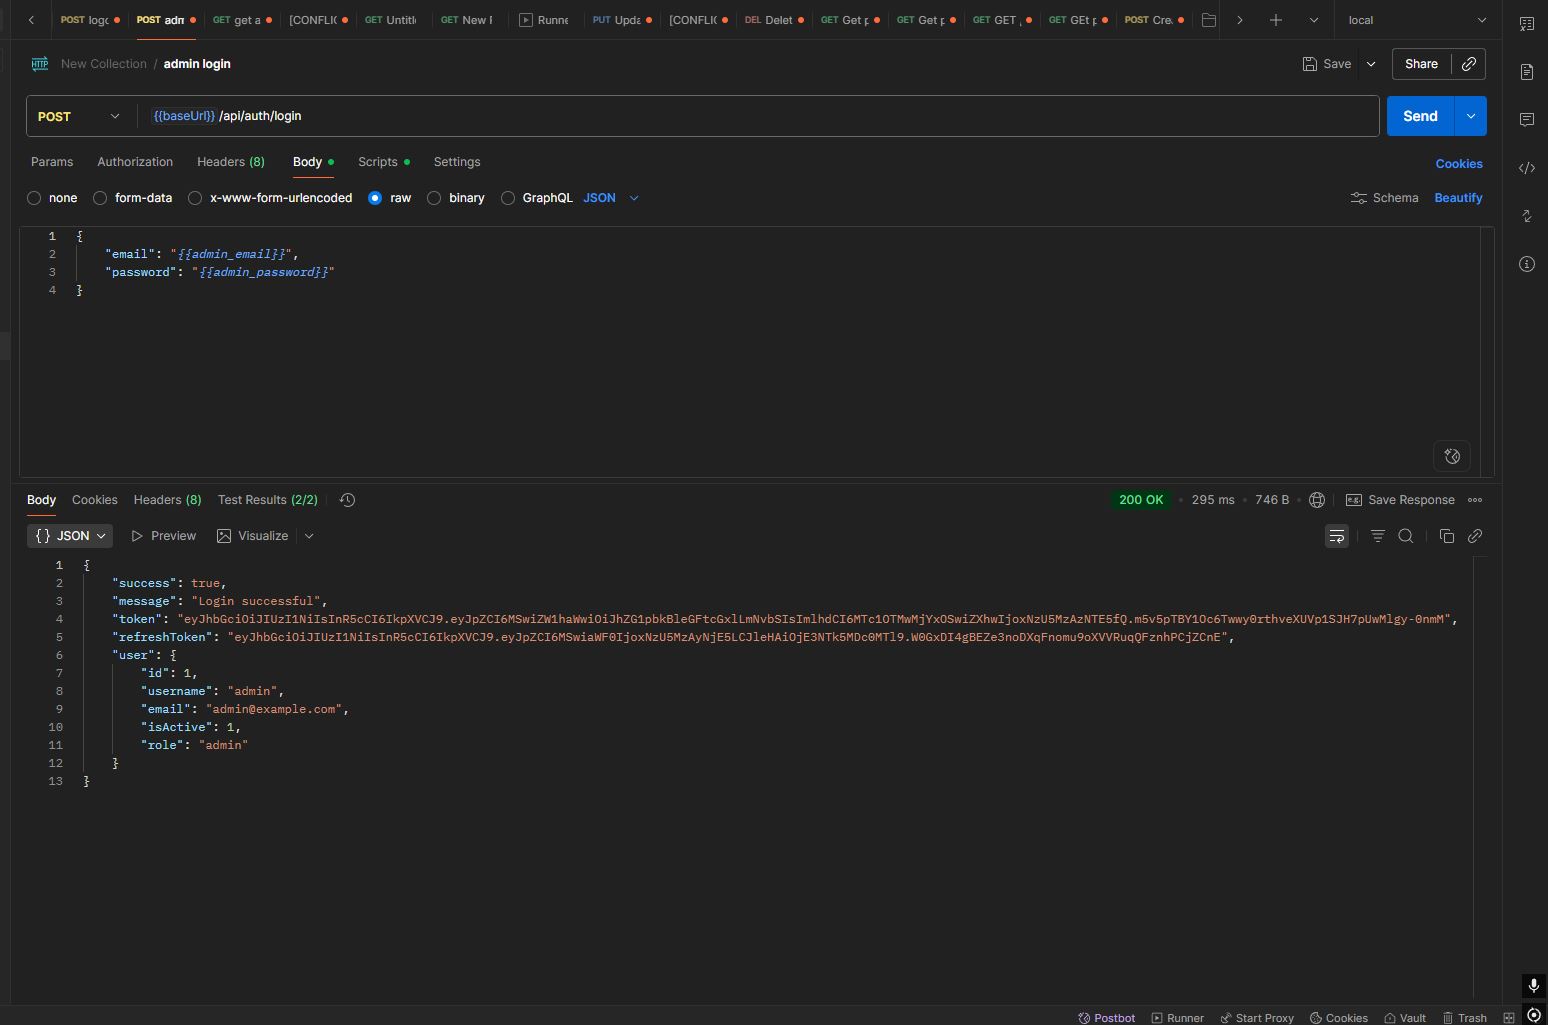 POST logc POST adm GET get a [CONFLIC GET Untitle GET New F Runne PUT Upda [CONFLIC DEL Delet GET Get p GET Get p GET GET , GET GEt p POST Cre local
HTTP New Collection / admin login Save Share
POST {{baseUrl}} /api/auth/login Send
Params Authorization Headers (8) Body Scripts Settings Cookies
none form-data x-www-form-urlencoded raw binary GraphQL JSON Schema Beautify
1 {
2 "email": "{{admin_email}}",
3 "password": "{{admin_password}}"
4 }
Body Cookies Headers (8) Test Results (2/2) 200 OK 295 ms 746 B e.g. Save Response
{} JSON Preview Visualize
1 {
2 "success": true,
3 "message": "Login successful",
4 "token": "eyJhbGciOiJIUzI1NiIsInR5cCI6IkpXVCJ9.eyJpZCI6MSwiZW1haWwiOiJhZG1pbkBleGFtcGxlLmNvbSIsImlhdCI6MTc1OTMwMjYxOSwiZXhwIjoxNzU5MzAzNTE5fQ.m5v5pTBY1Oc6Twwy0rthveXUVp1SJH7pUwMlgy-0nmM",
5 "refreshToken": "eyJhbGciOiJIUzI1NiIsInR5cCI6IkpXVCJ9.eyJpZCI6MSwiaWF0IjoxNzU5MzAyNjE5LCJleHAiOjE3NTk5MDc0MTl9.W0GxDI4gBEZe3noDXqFnomu9oXVVRuqQFznhPCjZCnE",
6 "user": {
7 "id": 1,
8 "username": "admin",
9 "email": "admin@example.com",
10 "isActive": 1,
11 "role": "admin"
12 }
13 }
Postbot Runner Start Proxy Cookies Vault Trash